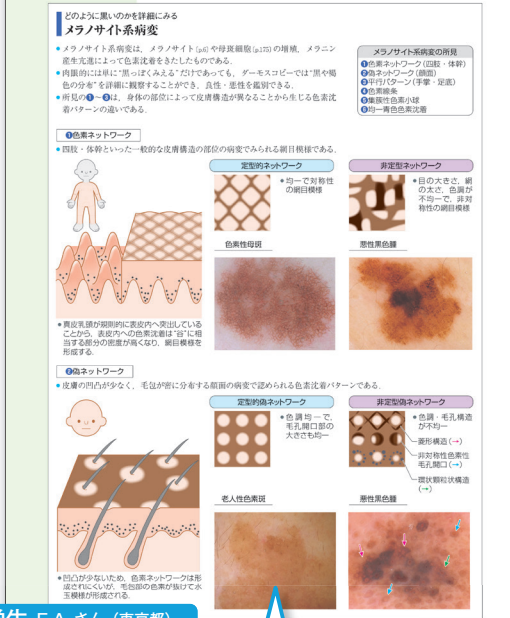 どのように黒いのかを詳細にみる
メラノサイト系病変
●メラノサイト系病変は，メラノサイト(p.6)や母斑細胞(p.275)の増殖，メラニン
産生亢進によって色素沈着をきたしたものである．
●肉眼的には単に“黒っぽくみえる”だけであっても，ダーモスコピーでは“黒や褐
色の分布”を詳細に観察することができ，良性・悪性を鑑別できる．
●所見の❶〜❸は，身体の部位によって皮膚構造が異なることから生じる色素沈
着パターンの違いである．
メラノサイト系病変の所見
❶色素ネットワーク（四肢・体幹）
❷偽ネットワーク（顔面）
❸平行パターン（手掌・足底）
❹色素線条
❺集簇性色素小球
❻均一青色色素沈着
❶色素ネットワーク
●四肢・体幹といった一般的な皮膚構造の部位の病変でみられる網目模様である．
定型的ネットワーク
●均一で対称性
の網目模様
色素性母斑
非定型ネットワーク
●目の大きさ，網
の太さ，色調が
不均一で，非対
称性の網目模様
悪性黒色腫
●真皮乳頭が規則的に表皮内へ突出している
ことから，表皮内への色素沈着は“谷”に相
当する部分の密度が高くなり，網目模様を
形成する．
❷偽ネットワーク
●皮膚の凹凸が少なく，毛包が密に分布する顔面の病変で認められる色素沈着パターンである．
定型的偽ネットワーク
●色調均一で，
毛孔開口部の
大きさも均一
老人性色素斑
非定型偽ネットワーク
●色調・毛孔構造
が不均一
菱形構造（→）
非対称性色素性
毛孔開口（→）
環状顆粒状構造
（→）
悪性黒色腫
●凹凸が少ないため，色素ネットワークは形
成されにくいが，毛包部の色素が抜けて水
玉模様が形成される．